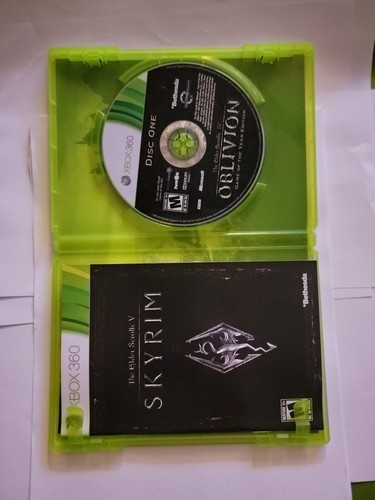 XBOX 360
DISC ONE
Bethesda
The Elder Scrolls IV
OBLIVION
GAME OF THE YEAR EDITION
Microsoft
M
XBOX 360
The Elder Scrolls V
SKYRIM
Bethesda
M